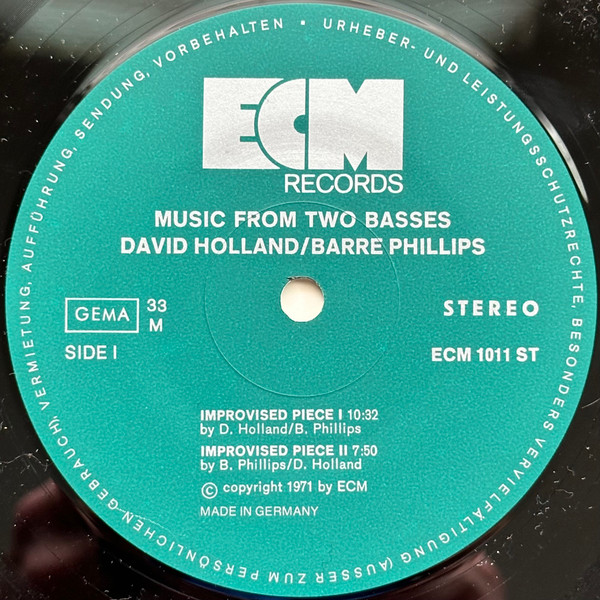 URHEBER- UND LEISTUNGSSCHUTZRECHTE, BESONDERS VERVIELFÄLTIGUNG (AUSSER ZUM PERSÖNLICHEN GEBRAUCH), VERMIETUNG, AUFFÜHRUNG, SENDUNG, VORBEHALTEN •
ECM
RECORDS
MUSIC FROM TWO BASSES
DAVID HOLLAND/BARRE PHILLIPS
GEMA 33 M
STEREO
SIDE I
ECM 1011 ST
IMPROVISED PIECE I 10:32
by D. Holland/B. Phillips
IMPROVISED PIECE II 7:50
by B. Phillips/D. Holland
© copyright 1971 by ECM
MADE IN GERMANY